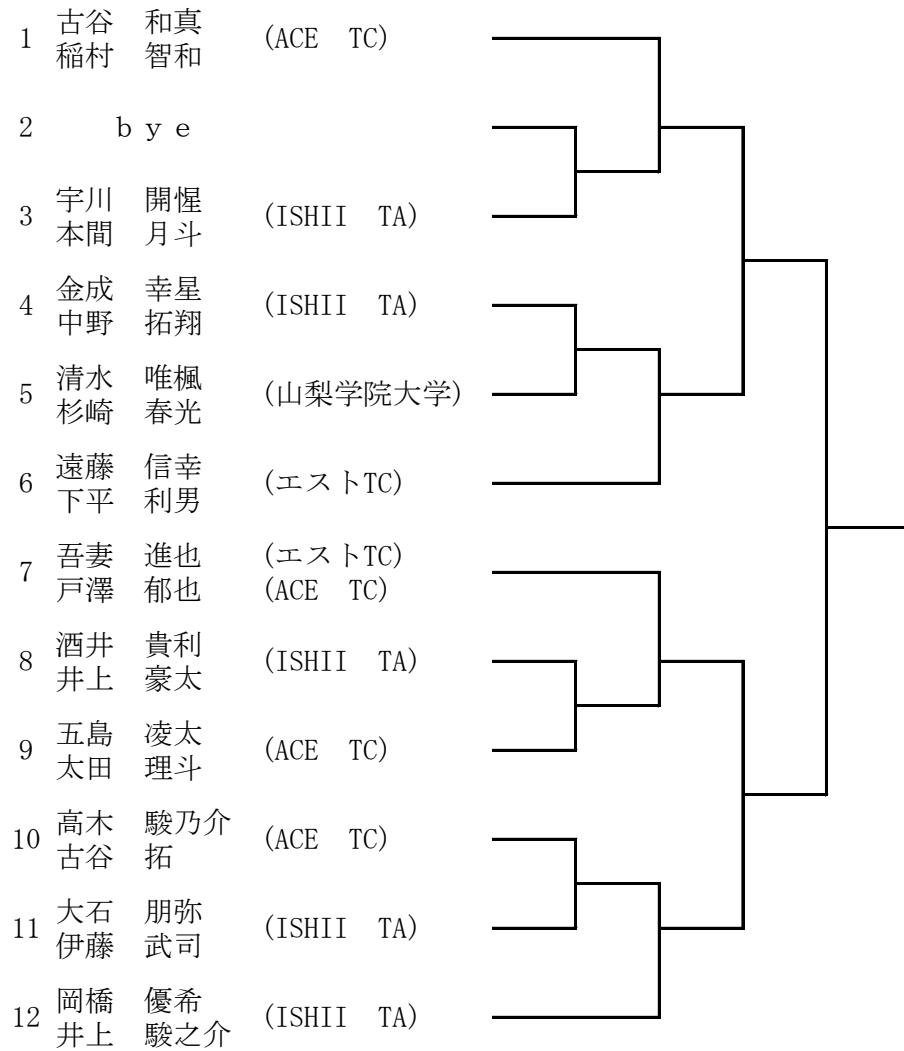 1 古谷　和真 (ACE　TC)
稲村　智和
2 ｂｙｅ
3 宇川　開惺 (ISHII　TA)
本間　月斗
4 金成　幸星 (ISHII　TA)
中野　拓翔
5 清水　唯楓 (山梨学院大学)
杉崎　春光
6 遠藤　信幸 (エストTC)
下平　利男
7 吾妻　進也 (エストTC)
戸澤　郁也 (ACE　TC)
8 酒井　貴利 (ISHII　TA)
井上　豪太
9 五島　凌太 (ACE　TC)
太田　理斗
10 高木　駿乃介 (ACE　TC)
古谷　拓
11 大石　朋弥 (ISHII　TA)
伊藤　武司
12 岡橋　優希 (ISHII　TA)
井上　駿之介